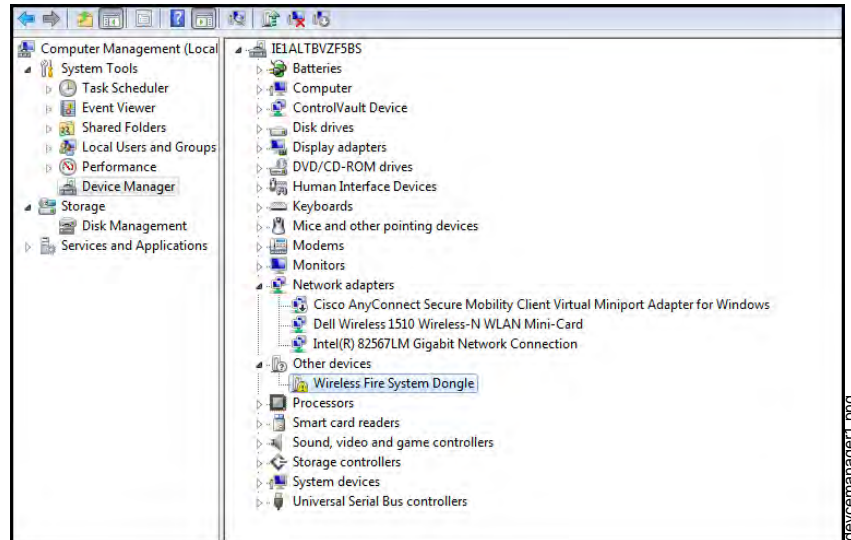 Computer Management (Local
System Tools
Task Scheduler
Event Viewer
Shared Folders
Local Users and Groups
Performance
Device Manager
Storage
Disk Management
Services and Applications
IE1ALTBVZF5BS
Batteries
Computer
ControlVault Device
Disk drives
Display adapters
DVD/CD-ROM drives
Human Interface Devices
Keyboards
Mice and other pointing devices
Modems
Monitors
Network adapters
Cisco AnyConnect Secure Mobility Client Virtual Miniport Adapter for Windows
Dell Wireless 1510 Wireless-N WLAN Mini-Card
Intel(R) 82567LM Gigabit Network Connection
Other devices
Wireless Fire System Dongle
Processors
Smart card readers
Sound, video and game controllers
Storage controllers
System devices
Universal Serial Bus controllers
devcemanager1.png